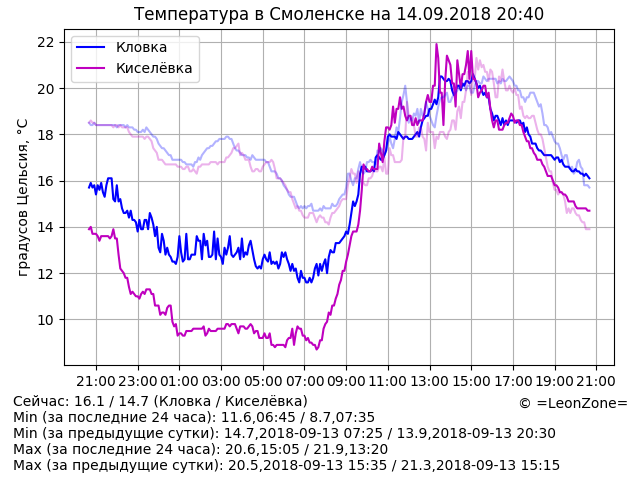 Температура в Смоленске на 14.09.2018 20:40
Кловка
Киселёвка
градусов Цельсия, °C
22
20
18
16
14
12
10
21:00 23:00 01:00 03:00 05:00 07:00 09:00 11:00 13:00 15:00 17:00 19:00 21:00
Сейчас: 16.1 / 14.7 (Кловка / Киселёвка)
© =LeonZone=
Min (за последние 24 часа): 11.6,06:45 / 8.7,07:35
Min (за предыдущие сутки): 14.7,2018-09-13 07:25 / 13.9,2018-09-13 20:30
Max (за последние 24 часа): 20.6,15:05 / 21.9,13:20
Max (за предыдущие сутки): 20.5,2018-09-13 15:35 / 21.3,2018-09-13 15:15